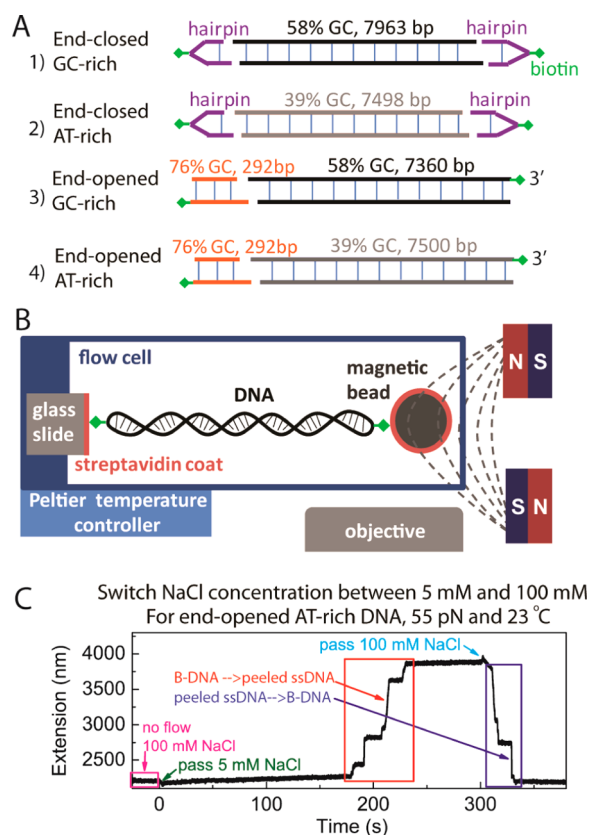 A
hairpin
58% GC, 7963 bp
hairpin
1) End-closed
GC-rich
biotin
hairpin
39% GC, 7498 bp
hairpin
2) End-closed
AT-rich
76% GC, 292bp
58% GC, 7360 bp
3) End-opened
GC-rich
3′
76% GC, 292bp
39% GC, 7500 bp
4) End-opened
AT-rich
3′
B
flow cell
magnetic
bead
N S
DNA
glass
slide
streptavidin coat
Peltier temperature
controller
objective
S N
C
Switch NaCl concentration between 5 mM and 100 mM
For end-opened AT-rich DNA, 55 pN and 23 °C
pass 100 mM NaCl
B-DNA -->peeled ssDNA
peeled ssDNA-->B-DNA
no flow
100 mM NaCl
pass 5 mM NaCl
Extension (nm)
4000
3500
3000
2500
0 100 200 300
Time (s)